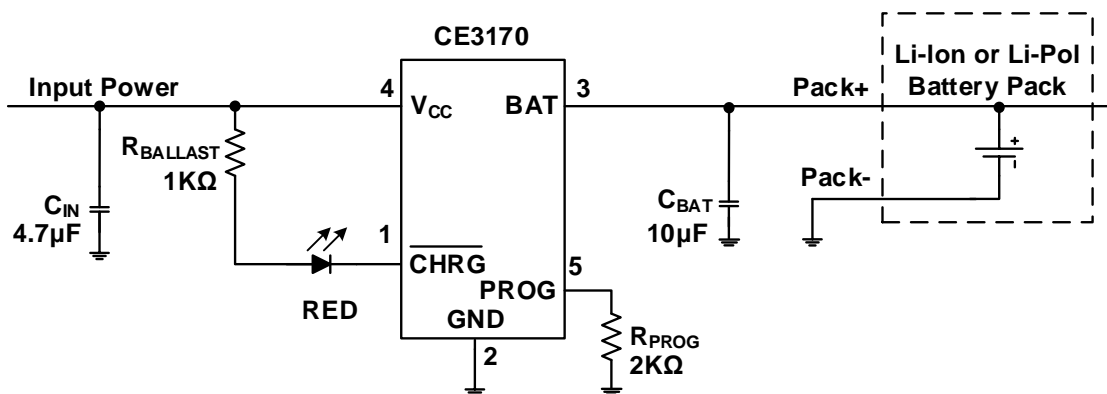 CE3170
Li-Ion or Li-Pol
Battery Pack
Input Power
4
VCC
BAT
3
Pack+
RBALLAST
1KΩ
+
-
Pack-
CIN
4.7µF
CBAT
10µF
1
CHRG
RED
5
PROG
GND
2
RPROG
2KΩ